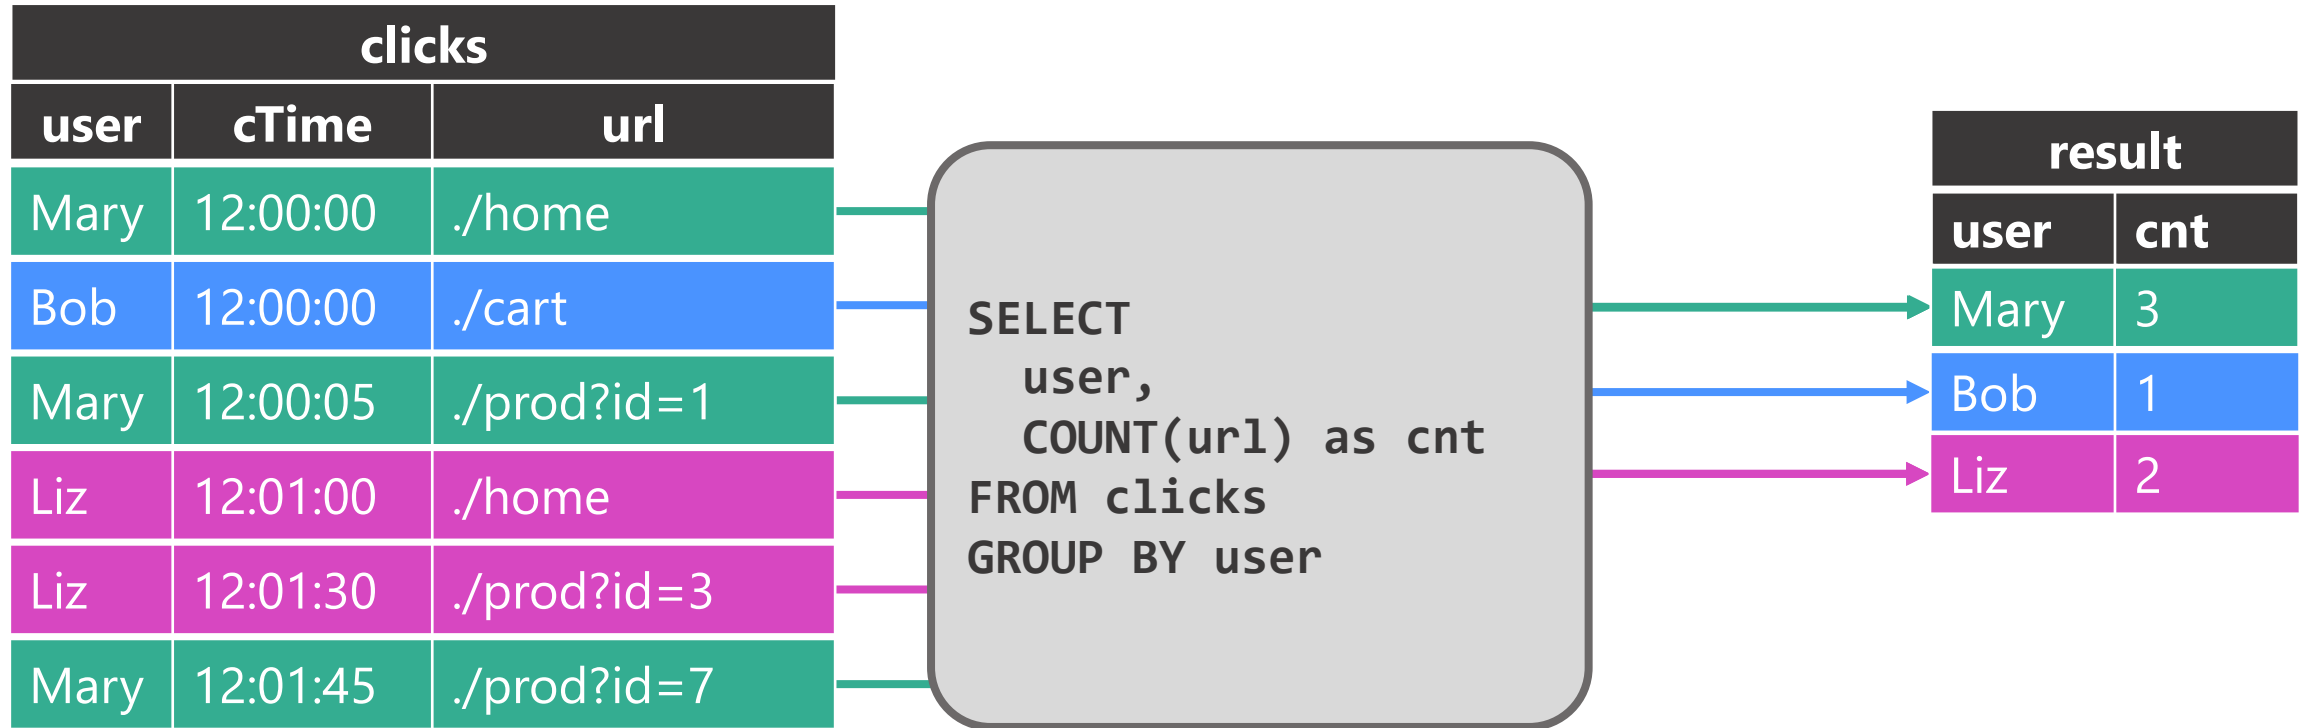 clicks
user cTime url
Mary 12:00:00 ./home
Bob 12:00:00 ./cart
Mary 12:00:05 ./prod?id=1
Liz 12:01:00 ./home
Liz 12:01:30 ./prod?id=3
Mary 12:01:45 ./prod?id=7
SELECT
user,
COUNT(url) as cnt
FROM clicks
GROUP BY user
result
user cnt
Mary 3
Bob 1
Liz 2